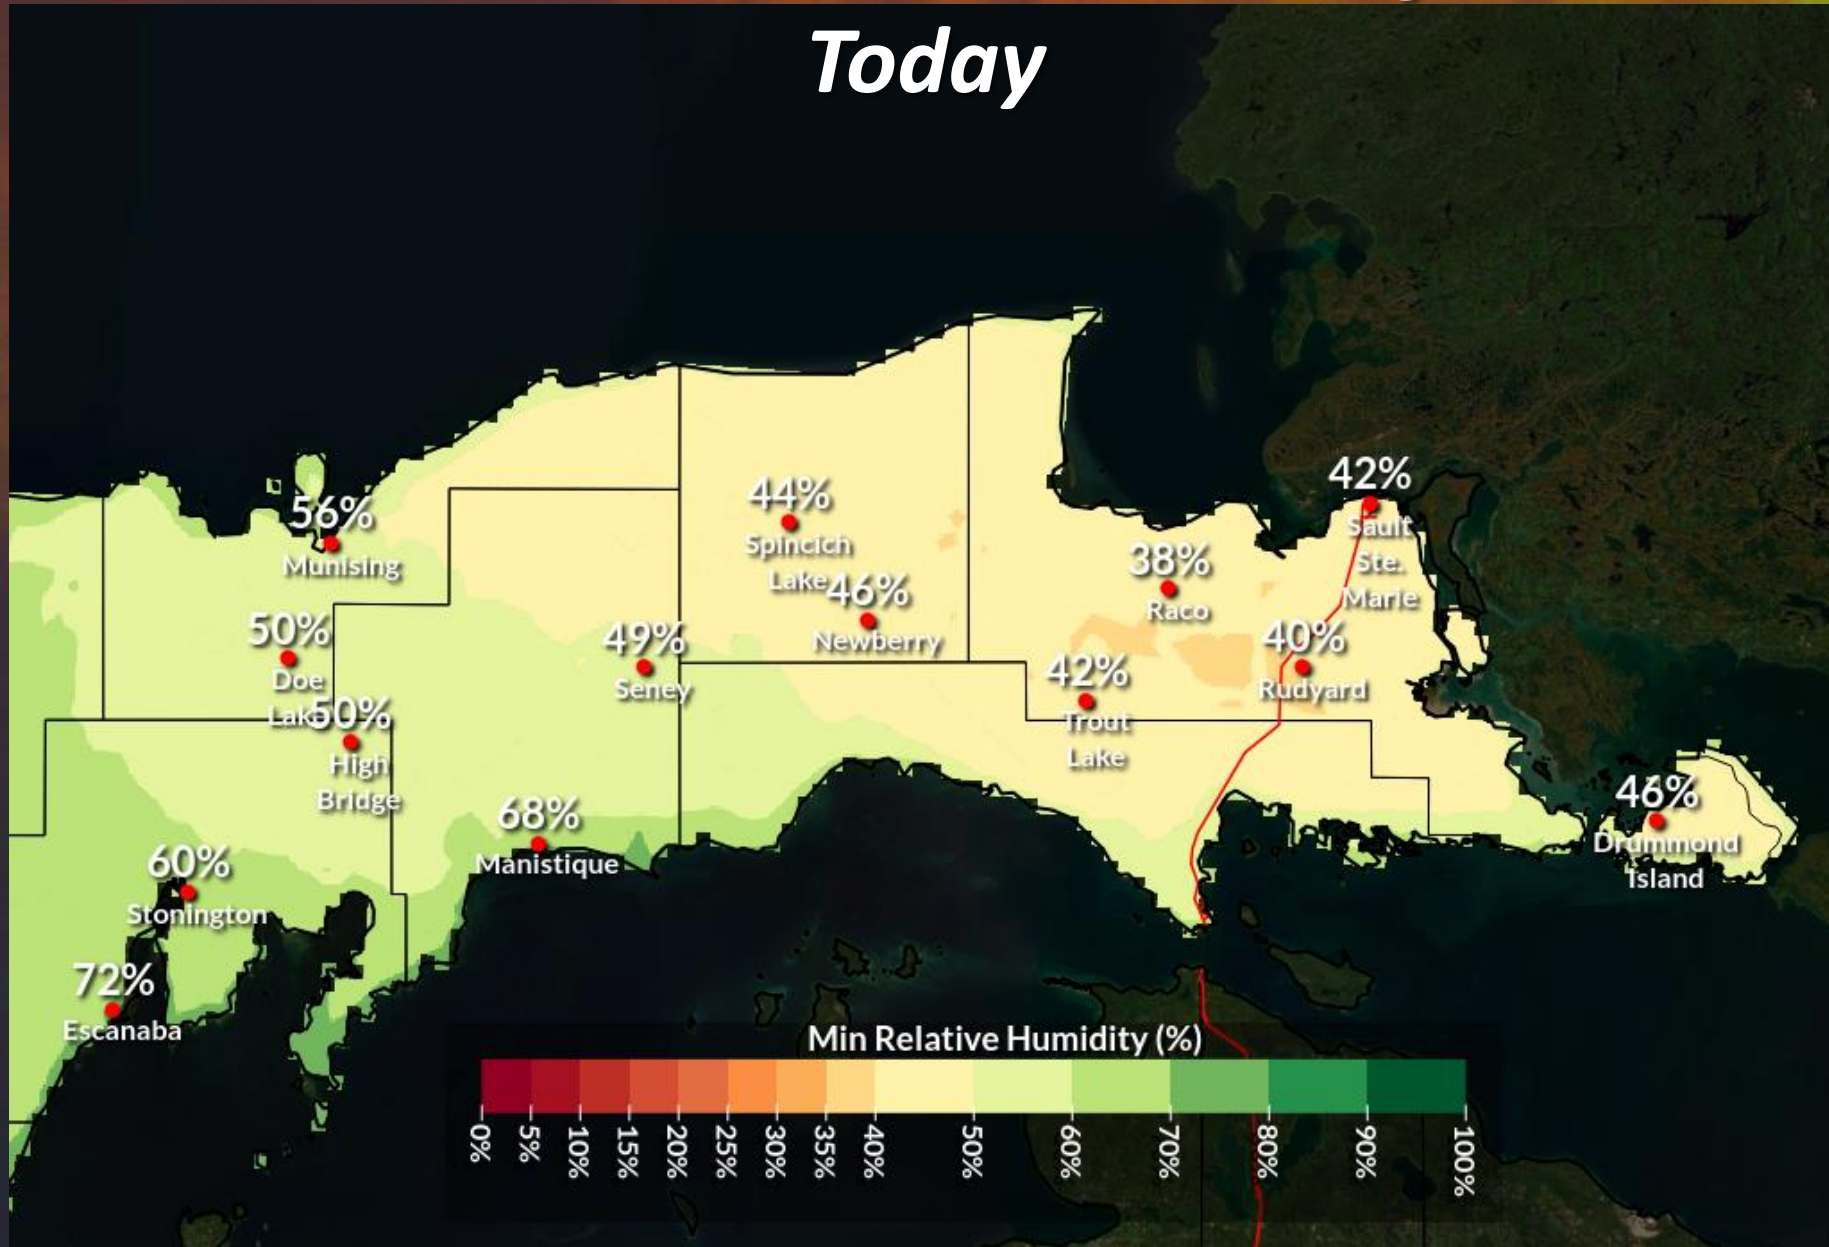 Today
42%
Sault
Ste.
Marie
44%
Spincich
Lake
56%
Munising
38%
Raco
46%
Newberry
50%
Doe
Lake
49%
Seney
40%
Rudyard
42%
Trout
Lake
50%
High
Bridge
46%
Drummond
Island
68%
Manistique
60%
Stonington
72%
Escanaba
Min Relative Humidity (%)
0% 5% 10% 15% 20% 25% 30% 35% 40% 50% 60% 70% 80% 90% 100%